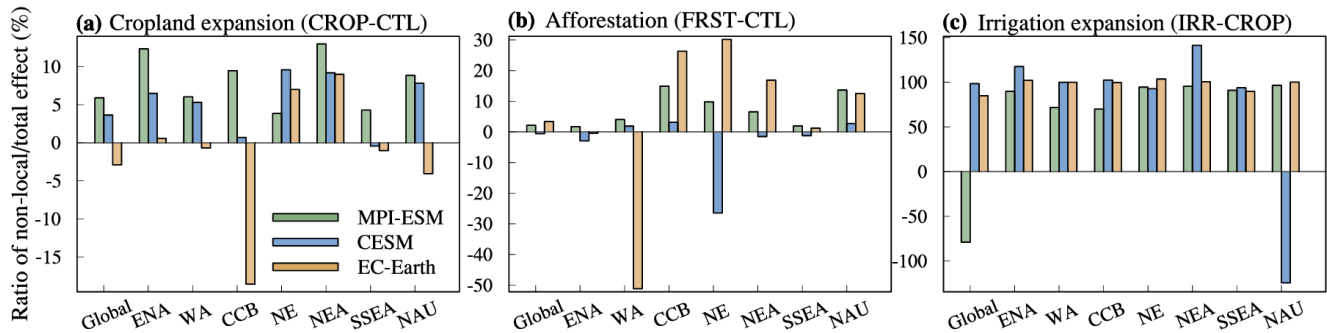 (a) Cropland expansion (CROP-CTL)
Ratio of non-local/total effect (%)
10
5
0
-5
-10
-15
MPI-ESM
CESM
EC-Earth
Global ENA WA CCB NE NEA SSEA NAU
(b) Afforestation (FRST-CTL)
30
20
10
0
-10
-20
-30
-40
-50
Global ENA WA CCB NE NEA SSEA NAU
(c) Irrigation expansion (IRR-CROP)
150
100
50
0
-50
-100
Global ENA WA CCB NE NEA SSEA NAU